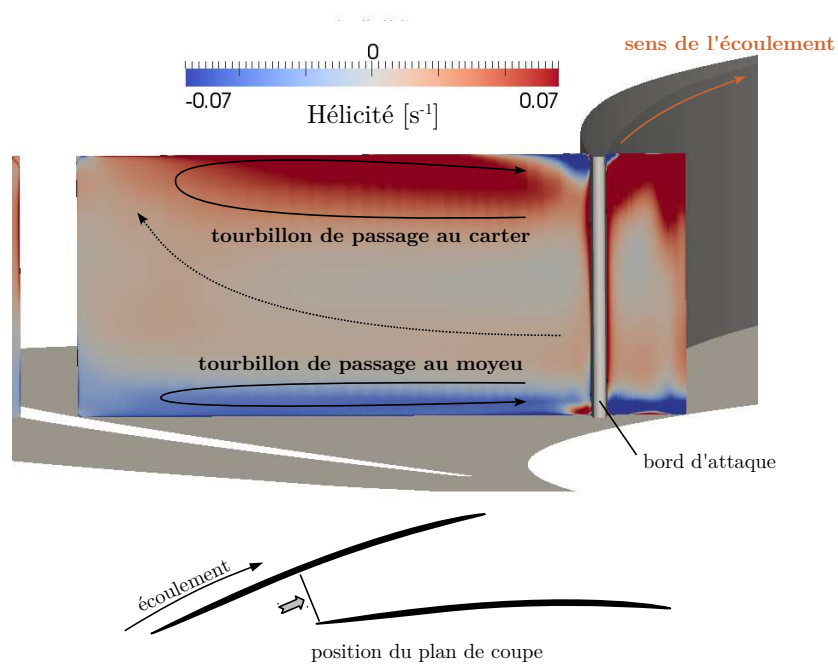 sens de l'écoulement
0
-0.07
0.07
Hélicité [s⁻¹]
tourbillon de passage au carter
tourbillon de passage au moyeu
bord d'attaque
écoulement
position du plan de coupe